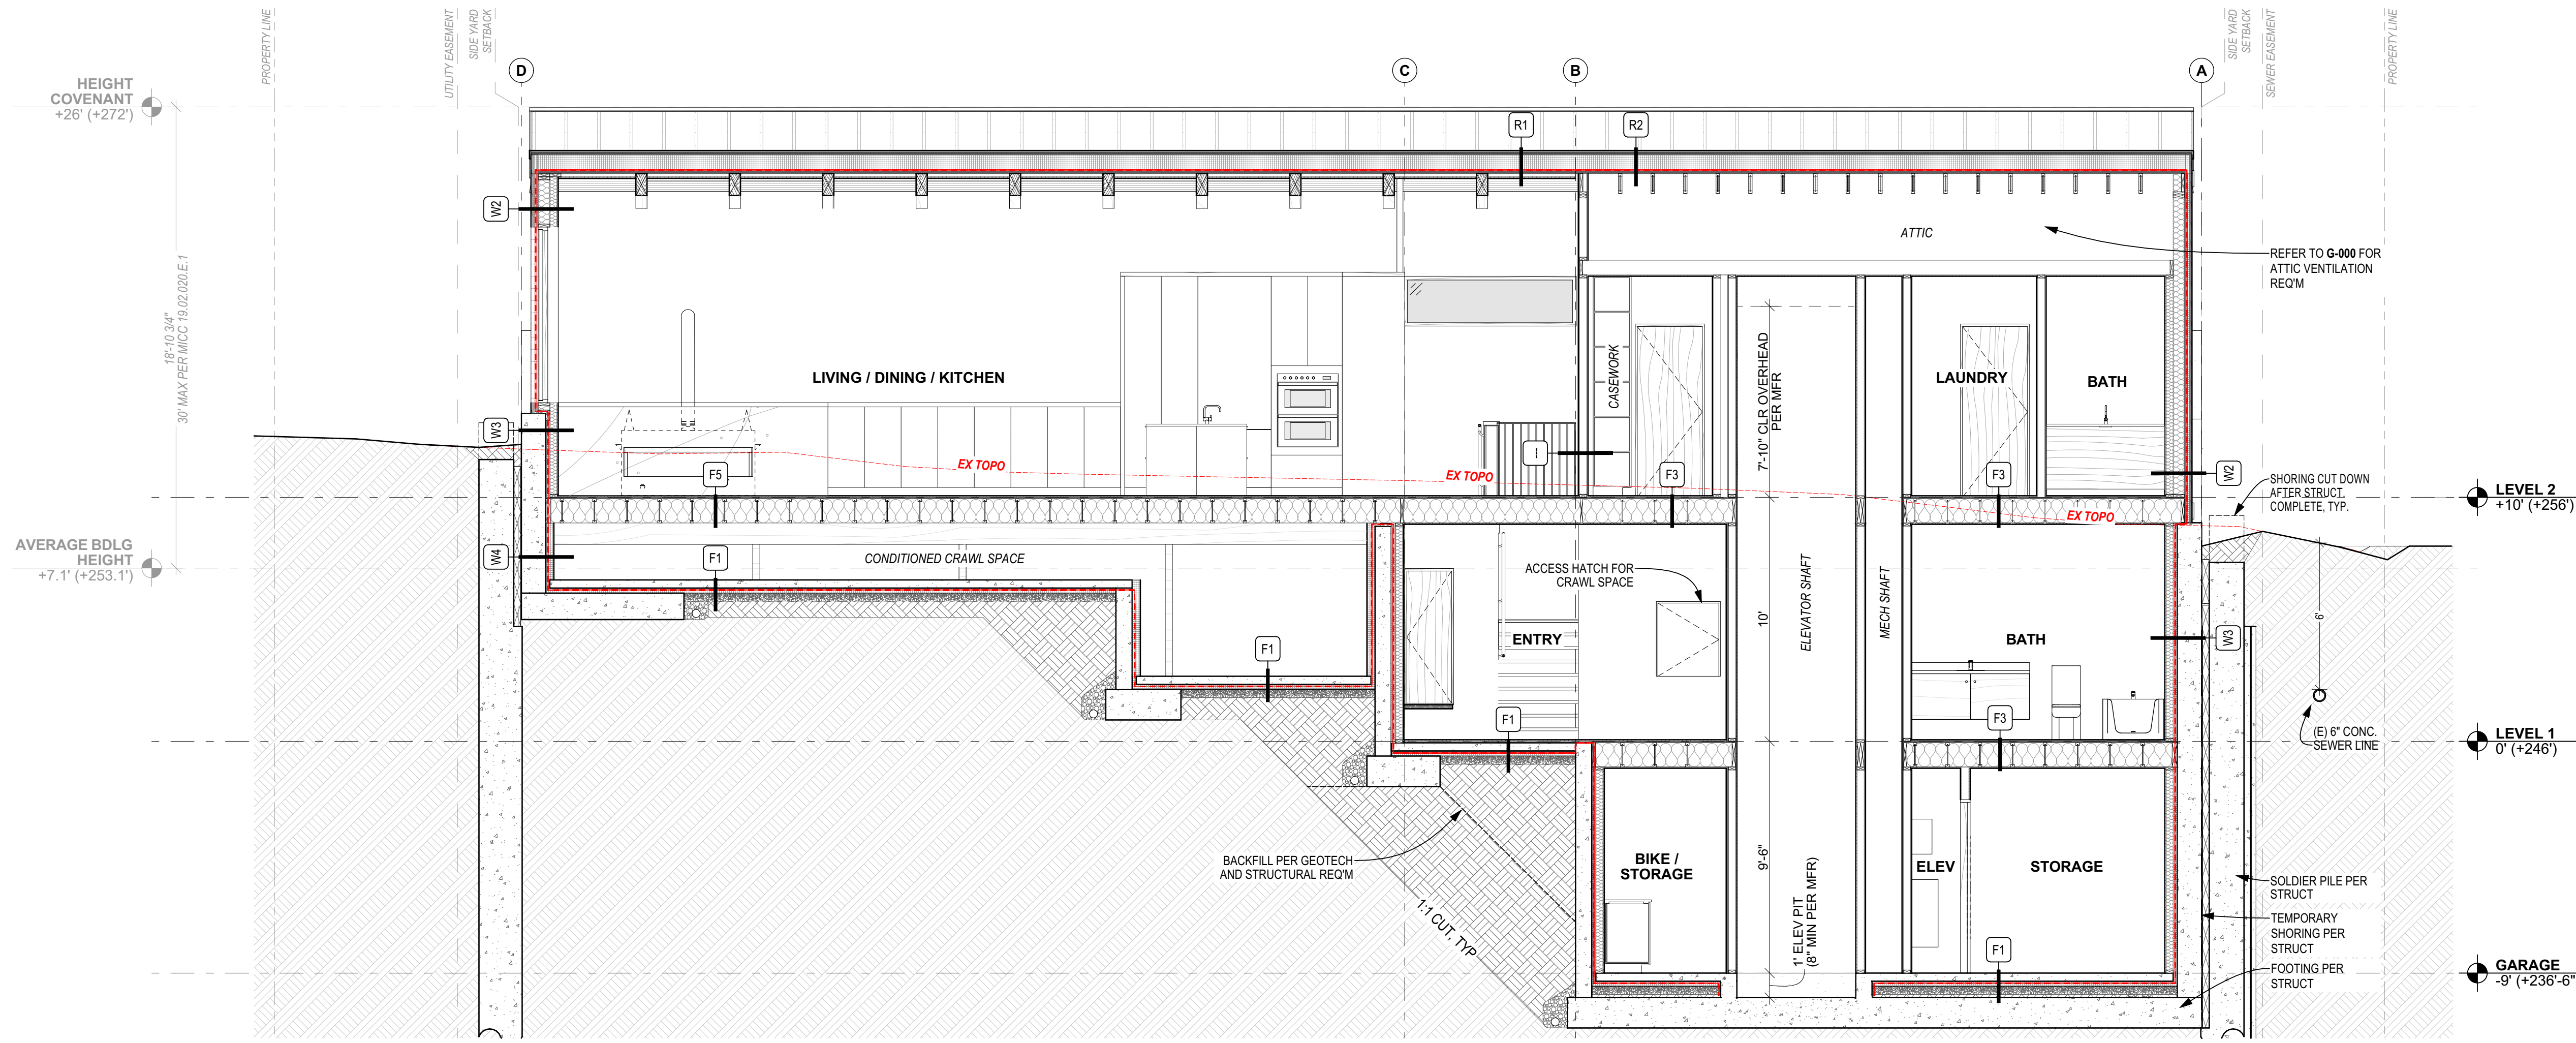 PROPERTY LINE
UTILITY EASEMENT
SIDE YARD
SETBACK
D
C
B
A
SIDE YARD
SETBACK
SEWER EASEMENT
PROPERTY LINE
HEIGHT
COVENANT
+26' (+272')
R1
R2
W2
ATTIC
REFER TO G-000 FOR
ATTIC VENTILATION
REQ'M
18'-10 3/4"
30' MAX PER MICC 19.02.020.E.1
LIVING / DINING / KITCHEN
CASEWORK
7'-10" CLR OVERHEAD
PER MFR
LAUNDRY
BATH
W3
EX TOPO
EX TOPO
F5
F3
F3
W2
SHORING CUT DOWN
AFTER STRUCT.
COMPLETE, TYP.
LEVEL 2
+10' (+256')
EX TOPO
AVERAGE BDLG
HEIGHT
+7.1' (+253.1')
W4
F1
CONDITIONED CRAWL SPACE
ACCESS HATCH FOR
CRAWL SPACE
ELEVATOR SHAFT
MECH SHAFT
10'
6'
ENTRY
BATH
W3
F1
F1
F3
(E) 6" CONC.
SEWER LINE
LEVEL 1
0' (+246')
BACKFILL PER GEOTECH
AND STRUCTURAL REQ'M
1:1 CUT, TYP
BIKE /
STORAGE
9'-6"
1' ELEV PIT
(8" MIN PER MFR)
ELEV
STORAGE
SOLDIER PILE PER
STRUCT
TEMPORARY
SHORING PER
STRUCT
F1
FOOTING PER
STRUCT
GARAGE
-9' (+236'-6"